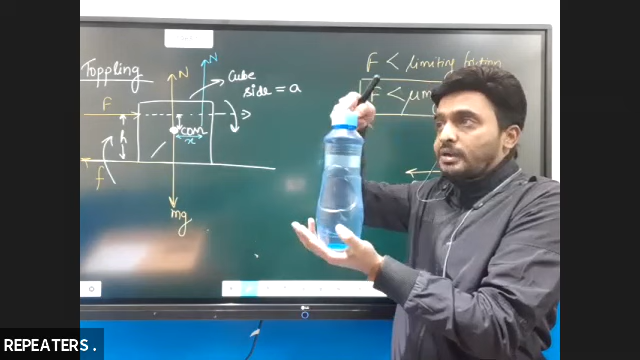 Toppling
N
N
F < limiting friction
Cube
side = a
F
F < μm
h
com
x
f
mg
REPEATERS .